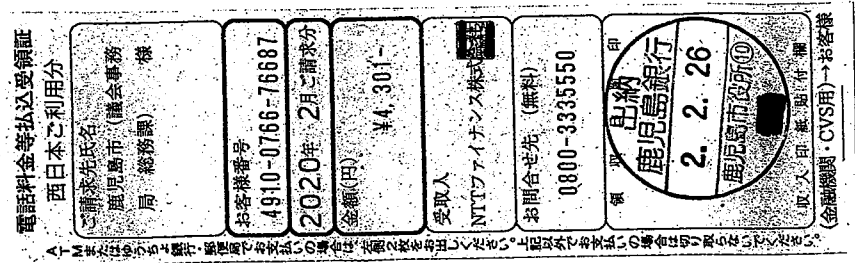 電話料金等払込受領証
西日本ご利用分
ご請求先氏名
鹿児島市(議会事務
局 総務課) 様
お客様番号
4910-0766-76687
2020年 2月ご請求分
金額(円)
¥4,301-
受取人
NTTファイナンス株式会社
お問合せ先 (無料)
0800-3335550
領 収 印
出納
鹿児島銀行
2. 2. 26
鹿児島市役所⑩
収入印紙貼付欄
(金融機関・CVS用)→お客様
ATMまたはゆうちょ銀行・郵便局でお支払いの場合は、左側2枚をお出しください。上記以外でお支払いの場合は切り取らないでください。